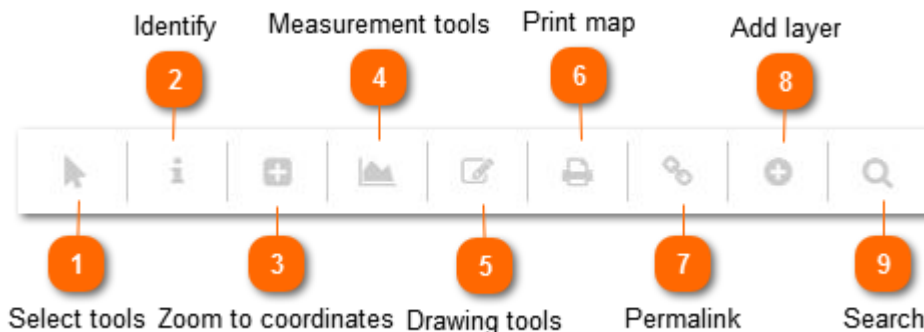 Identify
Measurement tools
Print map
Add layer
2
4
6
8
1
3
5
7
9
Select tools
Zoom to coordinates
Drawing tools
Permalink
Search